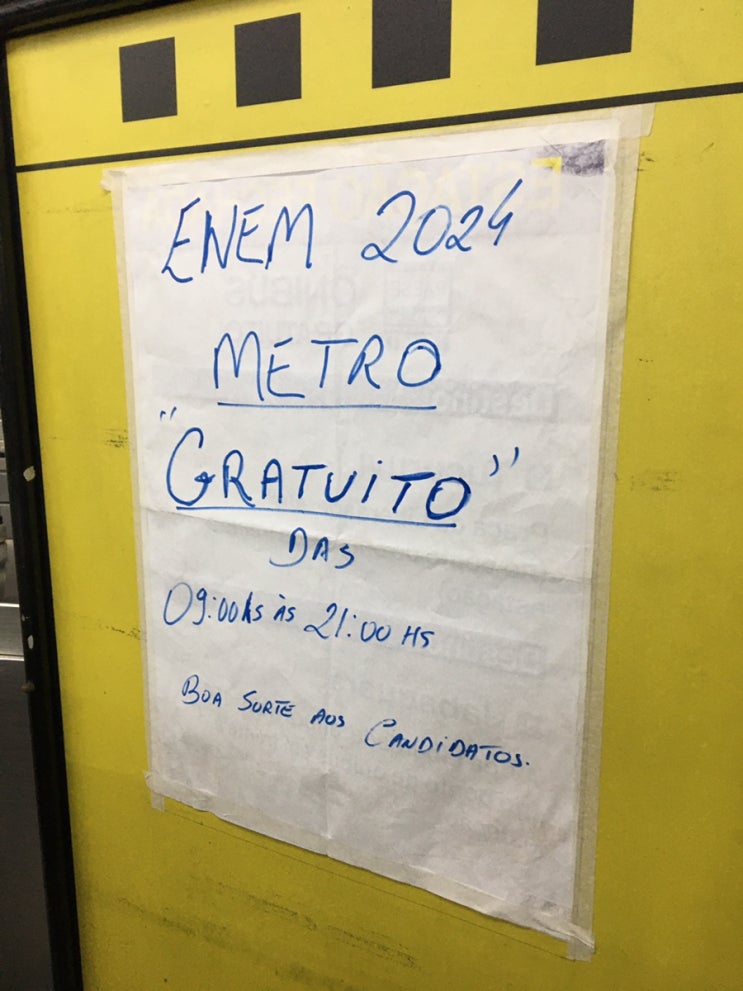 ENEM 2024
METRO
"GRATUITO"
DAS
09:00hs às 21:00 HS
BOA SORTE AOS CANDIDATOS.